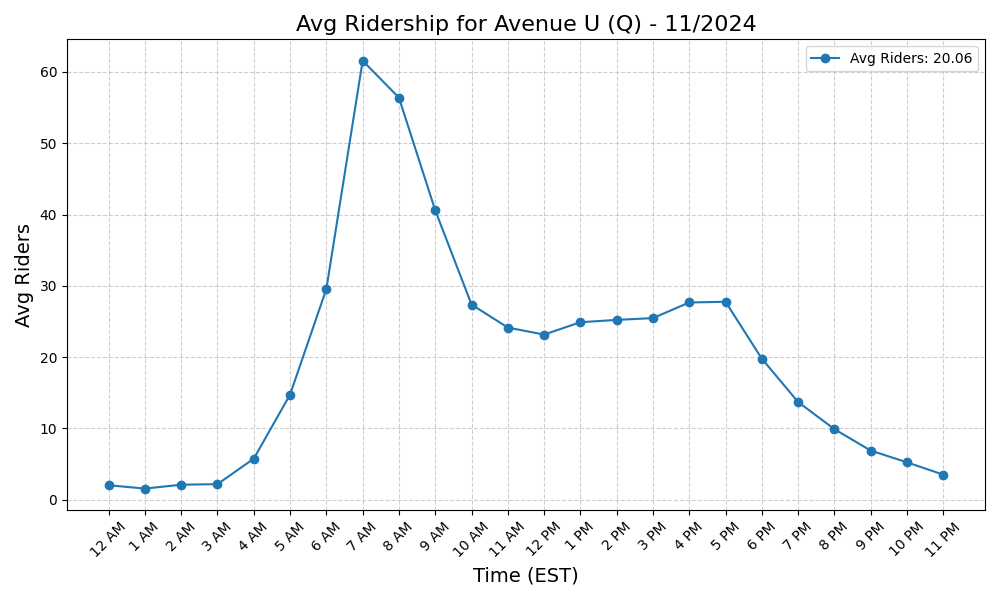 Avg Ridership for Avenue U (Q) - 11/2024
Avg Riders: 20.06
Avg Riders
60
50
40
30
20
10
0
12 AM
1 AM
2 AM
3 AM
4 AM
5 AM
6 AM
7 AM
8 AM
9 AM
10 AM
11 AM
12 PM
1 PM
2 PM
3 PM
4 PM
5 PM
6 PM
7 PM
8 PM
9 PM
10 PM
11 PM
Time (EST)